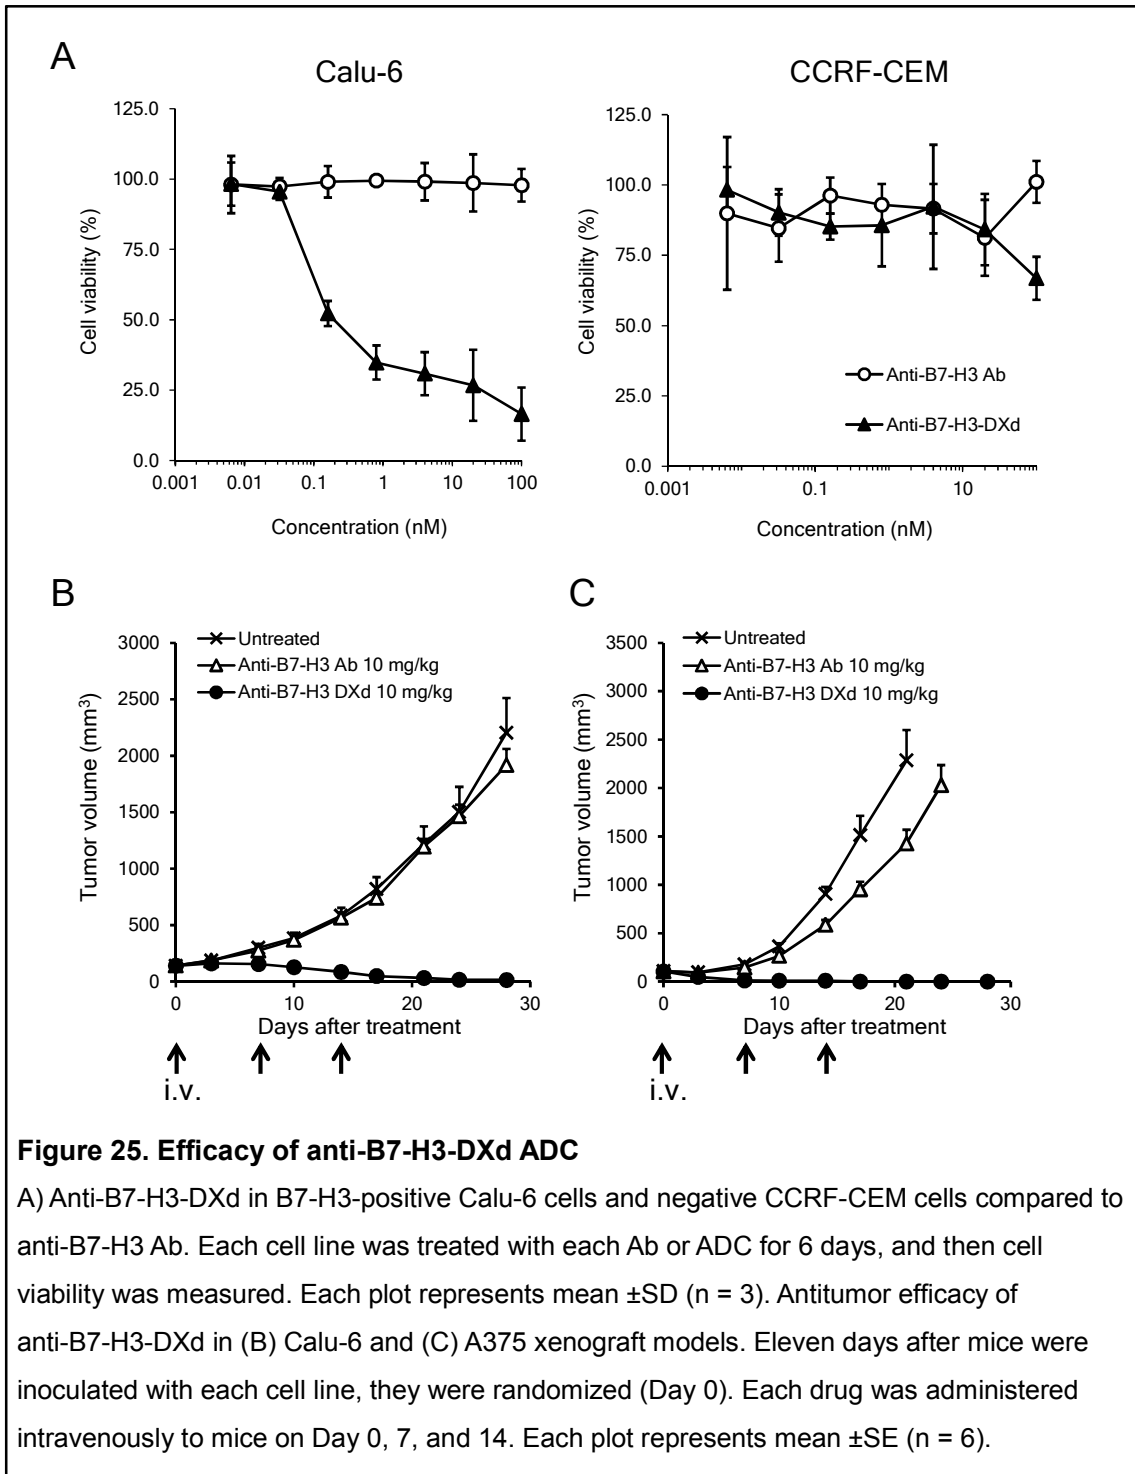 A
Calu-6
CCRF-CEM
125.0
100.0
75.0
50.0
25.0
0.0
Cell viability (%)
0.001 0.01 0.1 1 10 100
Concentration (nM)
125.0
100.0
75.0
50.0
25.0
0.0
Cell viability (%)
Anti-B7-H3 Ab
Anti-B7-H3-DXd
0.001 0.1 10
Concentration (nM)
B
Untreated
Anti-B7-H3 Ab 10 mg/kg
Anti-B7-H3 DXd 10 mg/kg
3000
2500
2000
1500
1000
500
0
Tumor volume (mm³)
0 10 20 30
Days after treatment
i.v.
C
Untreated
Anti-B7-H3 Ab 10 mg/kg
Anti-B7-H3 DXd 10 mg/kg
3500
3000
2500
2000
1500
1000
500
0
Tumor volume (mm³)
0 10 20 30
Days after treatment
i.v.
Figure 25. Efficacy of anti-B7-H3-DXd ADC
A) Anti-B7-H3-DXd in B7-H3-positive Calu-6 cells and negative CCRF-CEM cells compared to
anti-B7-H3 Ab. Each cell line was treated with each Ab or ADC for 6 days, and then cell
viability was measured. Each plot represents mean ±SD (n = 3). Antitumor efficacy of
anti-B7-H3-DXd in (B) Calu-6 and (C) A375 xenograft models. Eleven days after mice were
inoculated with each cell line, they were randomized (Day 0). Each drug was administered
intravenously to mice on Day 0, 7, and 14. Each plot represents mean ±SE (n = 6).